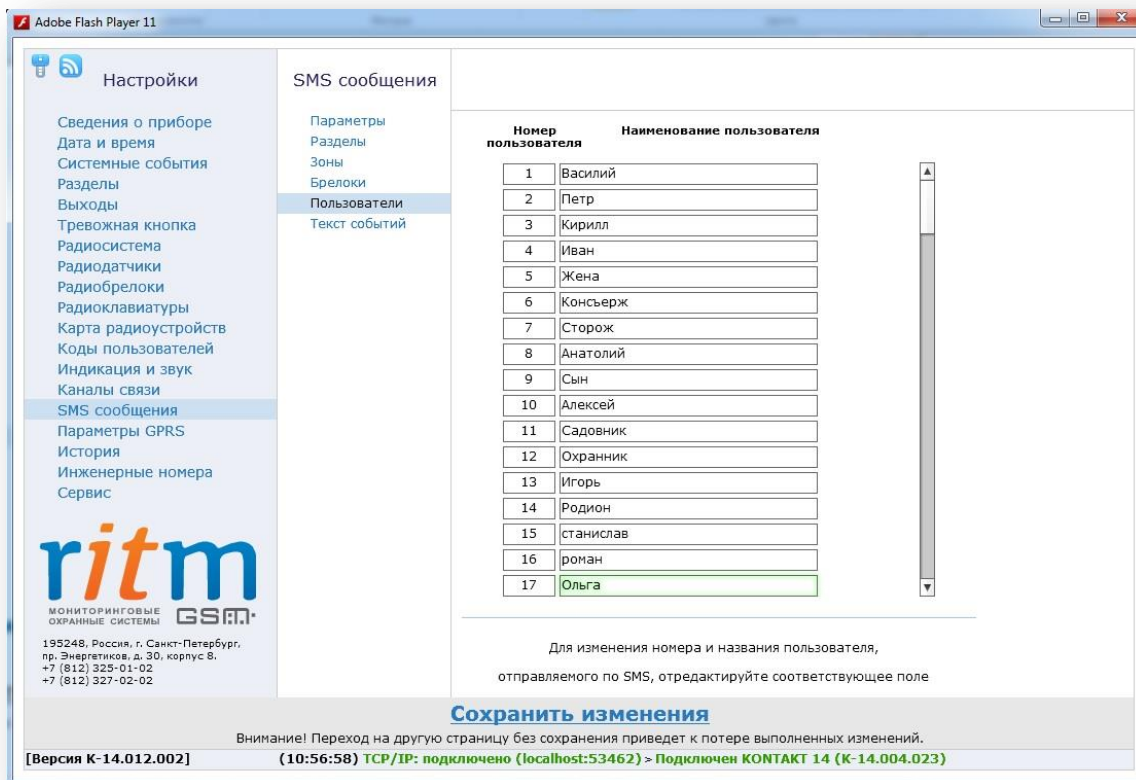 Adobe Flash Player 11
Настройки
Сведения о приборе
Дата и время
Системные события
Разделы
Выходы
Тревожная кнопка
Радиосистема
Радиодатчики
Радиобрелоки
Радиоклавиатуры
Карта радиоустройств
Коды пользователей
Индикация и звук
Каналы связи
SMS сообщения
Параметры GPRS
История
Инженерные номера
Сервис
ritm
МОНИТОРИНГОВЫЕ
ОХРАННЫЕ СИСТЕМЫ
GSM
195248, Россия, г. Санкт-Петербург,
пр. Энергетиков, д. 30, корпус 8.
+7 (812) 325-01-02
+7 (812) 327-02-02
SMS сообщения
Параметры
Разделы
Зоны
Брелоки
Пользователи
Текст событий
Номер пользователя Наименование пользователя
1 Василий
2 Петр
3 Кирилл
4 Иван
5 Жена
6 Консъерж
7 Сторож
8 Анатолий
9 Сын
10 Алексей
11 Садовник
12 Охранник
13 Игорь
14 Родион
15 станислав
16 роман
17 Ольга
Для изменения номера и названия пользователя,
отправляемого по SMS, отредактируйте соответствующее поле
Сохранить изменения
Внимание! Переход на другую страницу без сохранения приведет к потере выполненных изменений.
[Версия K-14.012.002] (10:56:58) TCP/IP: подключено (localhost:53462) > Подключен KONTAKT 14 (K-14.004.023)